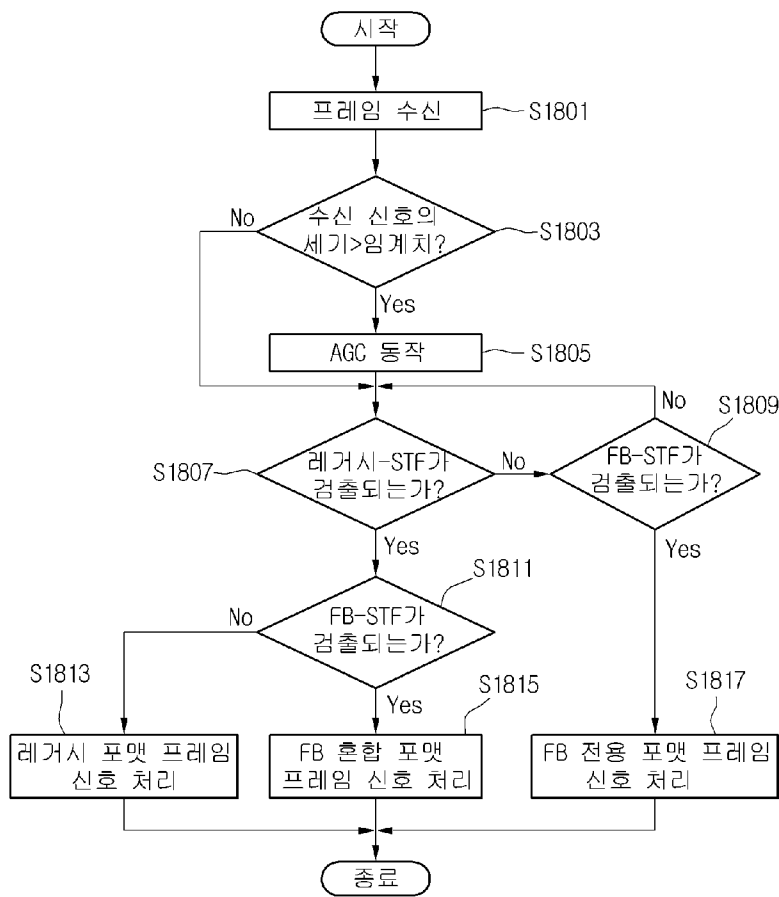 시작
프레임 수신
S1801
수신 신호의
세기>임계치?
S1803
No
Yes
AGC 동작
S1805
레거시-STF가
검출되는가?
S1807
No
Yes
FB-STF가
검출되는가?
S1809
No
Yes
FB-STF가
검출되는가?
S1811
No
Yes
S1813
레거시 포맷 프레임
신호 처리
S1815
FB 혼합 포맷
프레임 신호 처리
S1817
FB 전용 포맷 프레임
신호 처리
종료